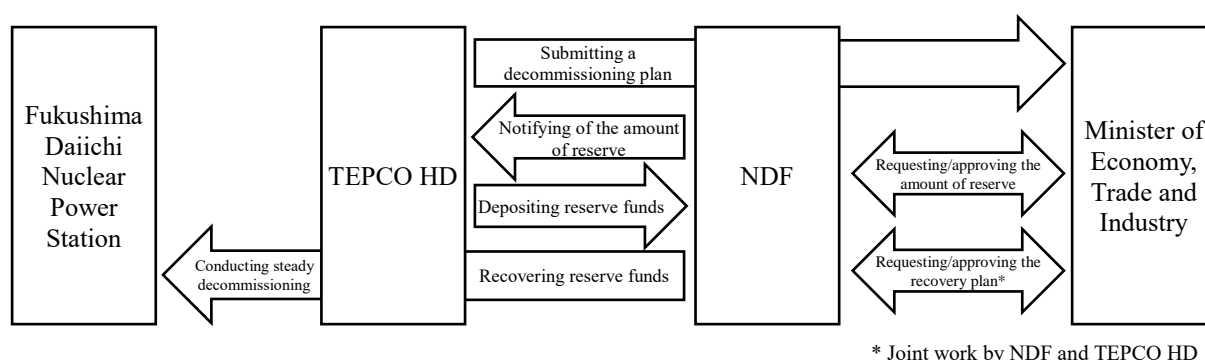 Fukushima
Daiichi
Nuclear
Power
Station
TEPCO HD
NDF
Minister of
Economy,
Trade and
Industry
Submitting a
decommissioning plan
Notifying of the amount
of reserve
Depositing reserve funds
Recovering reserve funds
Conducting steady
decommissioning
Requesting/approving the
amount of reserve
Requesting/approving the
recovery plan*
* Joint work by NDF and TEPCO HD